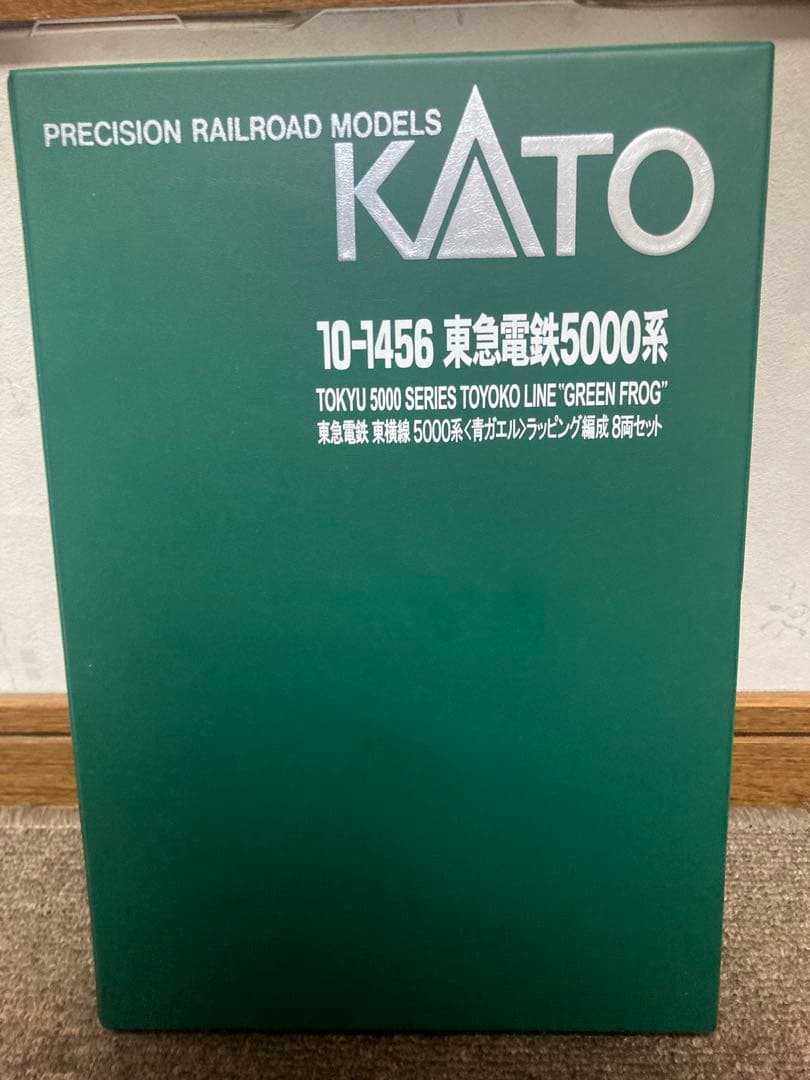 PRECISION RAILROAD MODELS
KATO
10-1456 東急電鉄5000系
TOKYU 5000 SERIES TOYOKO LINE "GREEN FROG"
東急電鉄 東横線 5000系〈青ガエル〉ラッピング編成 8両セット